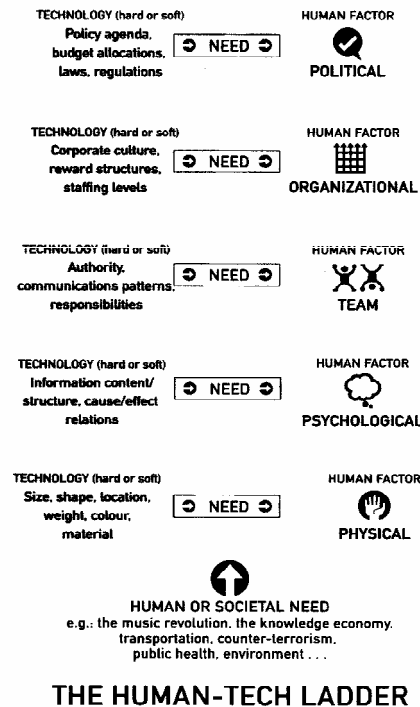 TECHNOLOGY (hard or soft)
Policy agenda,
budget allocations,
laws, regulations
NEED
HUMAN FACTOR
POLITICAL
TECHNOLOGY (hard or soft)
Corporate culture,
reward structures,
staffing levels
NEED
HUMAN FACTOR
ORGANIZATIONAL
TECHNOLOGY (hard or soft)
Authority,
communications patterns,
responsibilities
NEED
HUMAN FACTOR
TEAM
TECHNOLOGY (hard or soft)
Information content/
structure, cause/effect
relations
NEED
HUMAN FACTOR
PSYCHOLOGICAL
TECHNOLOGY (hard or soft)
Size, shape, location,
weight, colour,
material
NEED
HUMAN FACTOR
PHYSICAL
HUMAN OR SOCIETAL NEED
e.g.: the music revolution, the knowledge economy,
transportation, counter-terrorism,
public health, environment . . .
THE HUMAN-TECH LADDER